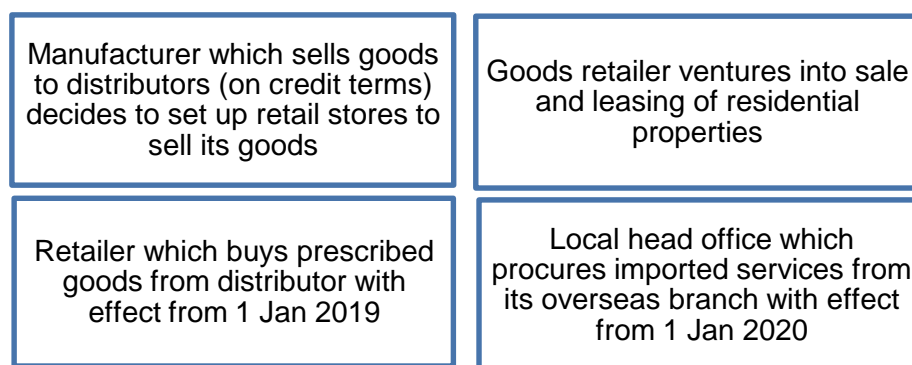 Manufacturer which sells goods
to distributors (on credit terms)
decides to set up retail stores to
sell its goods
Goods retailer ventures into sale
and leasing of residential
properties
Retailer which buys prescribed
goods from distributor with
effect from 1 Jan 2019
Local head office which
procures imported services from
its overseas branch with effect
from 1 Jan 2020